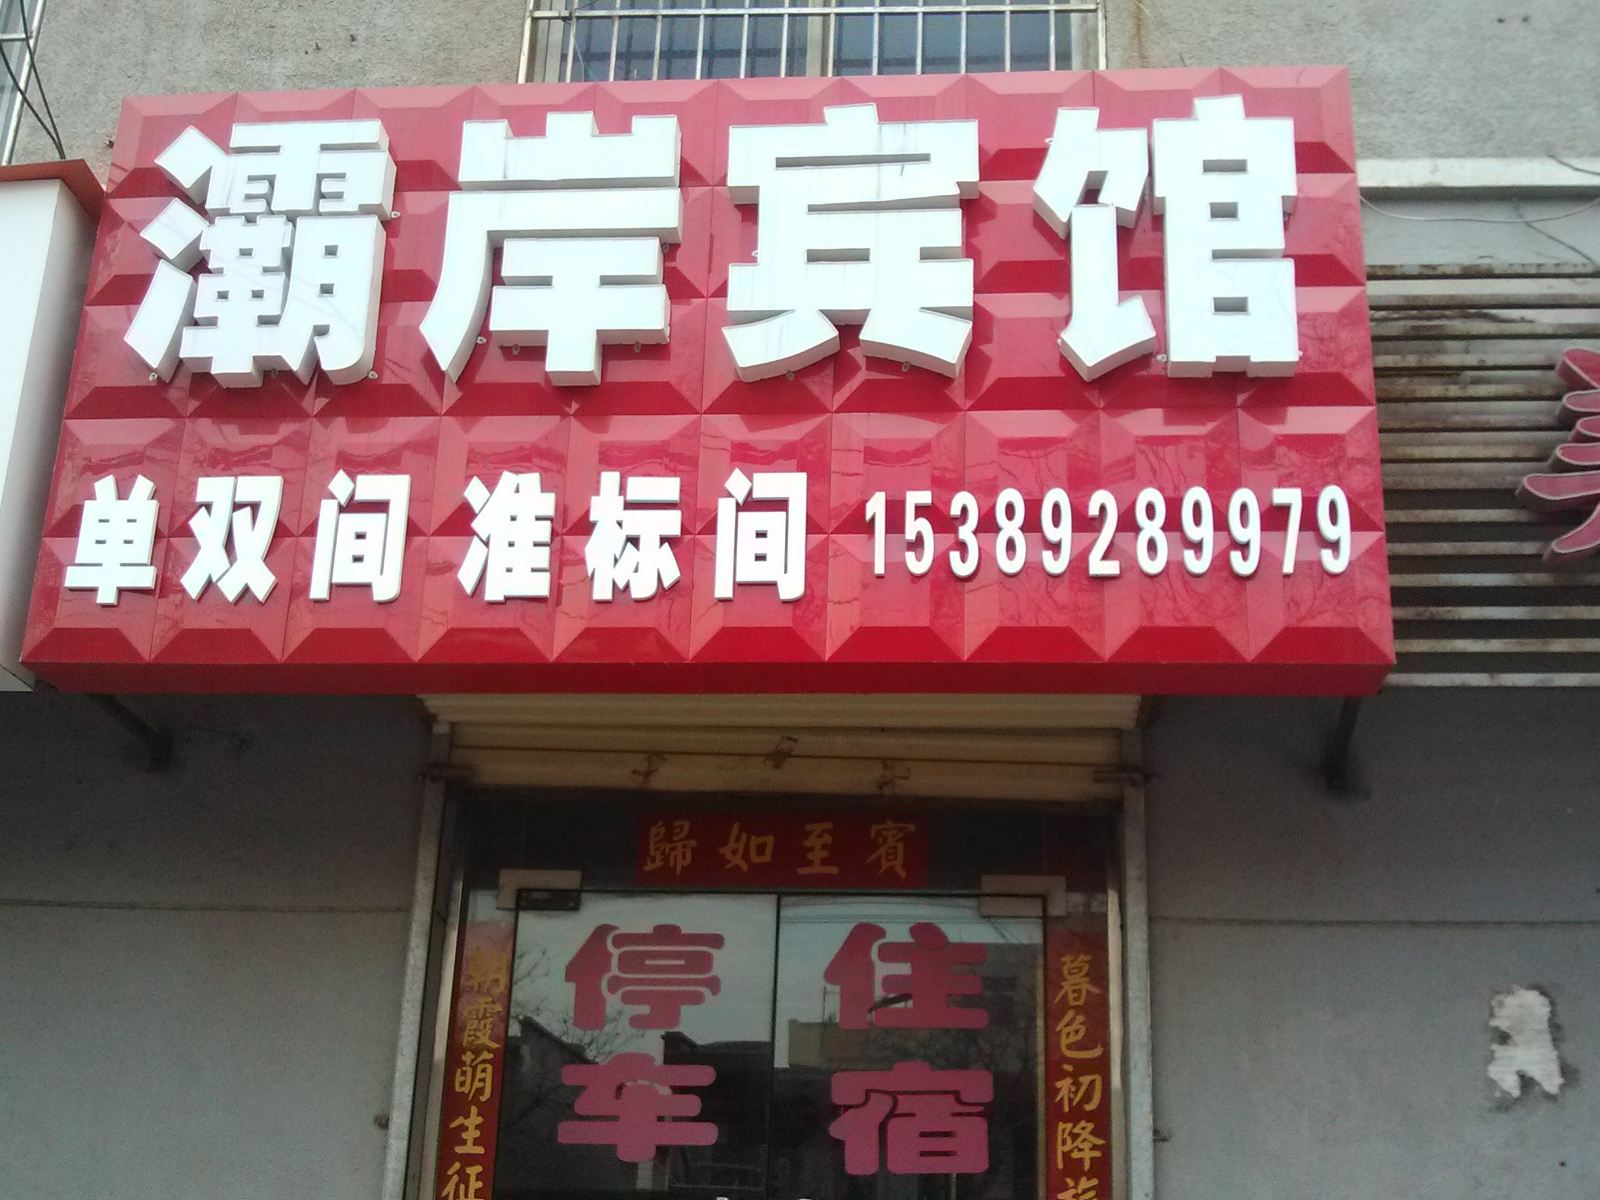 灞岸宾馆
单双间 准标间 15389289979
歸如至賓
停车
住宿
朝霞萌生征
暮色初降旅